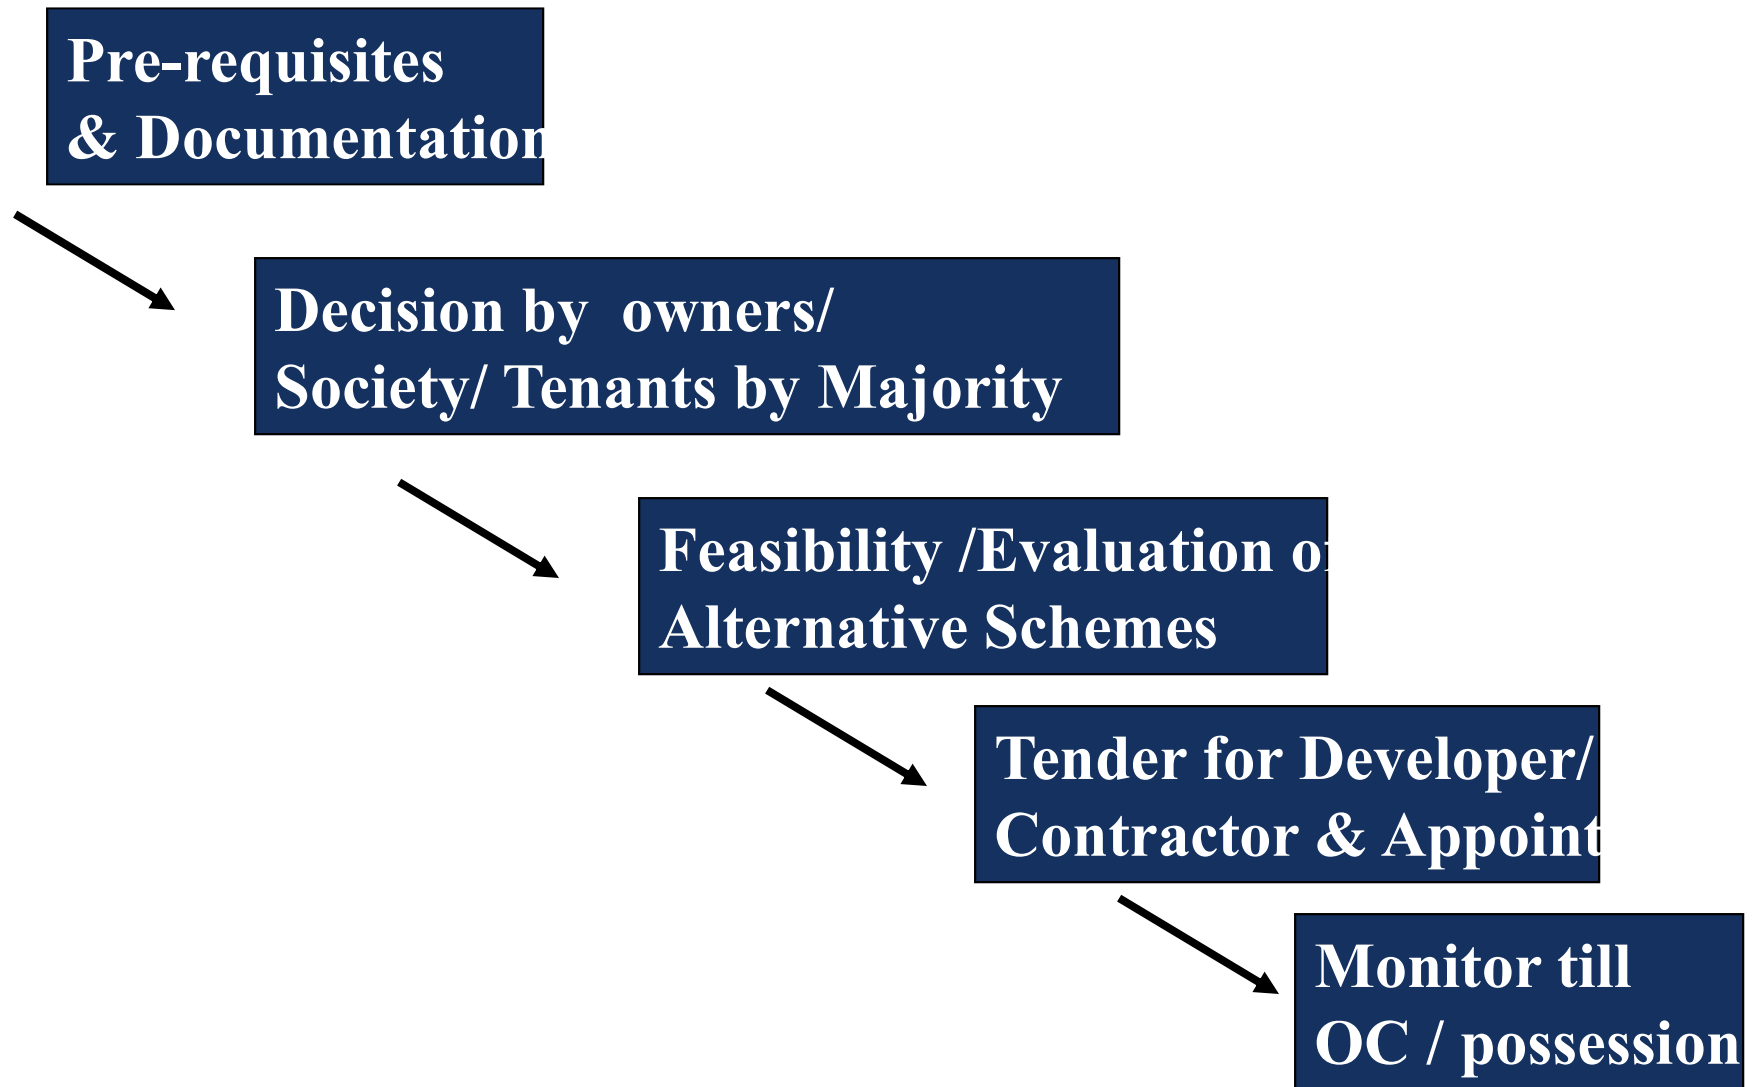 Pre-requisites
& Documentation
Decision by  owners/
Society/ Tenants by Majority
Feasibility /Evaluation of
Alternative Schemes
Tender for Developer/
Contractor & Appoint
Monitor till
OC / possession